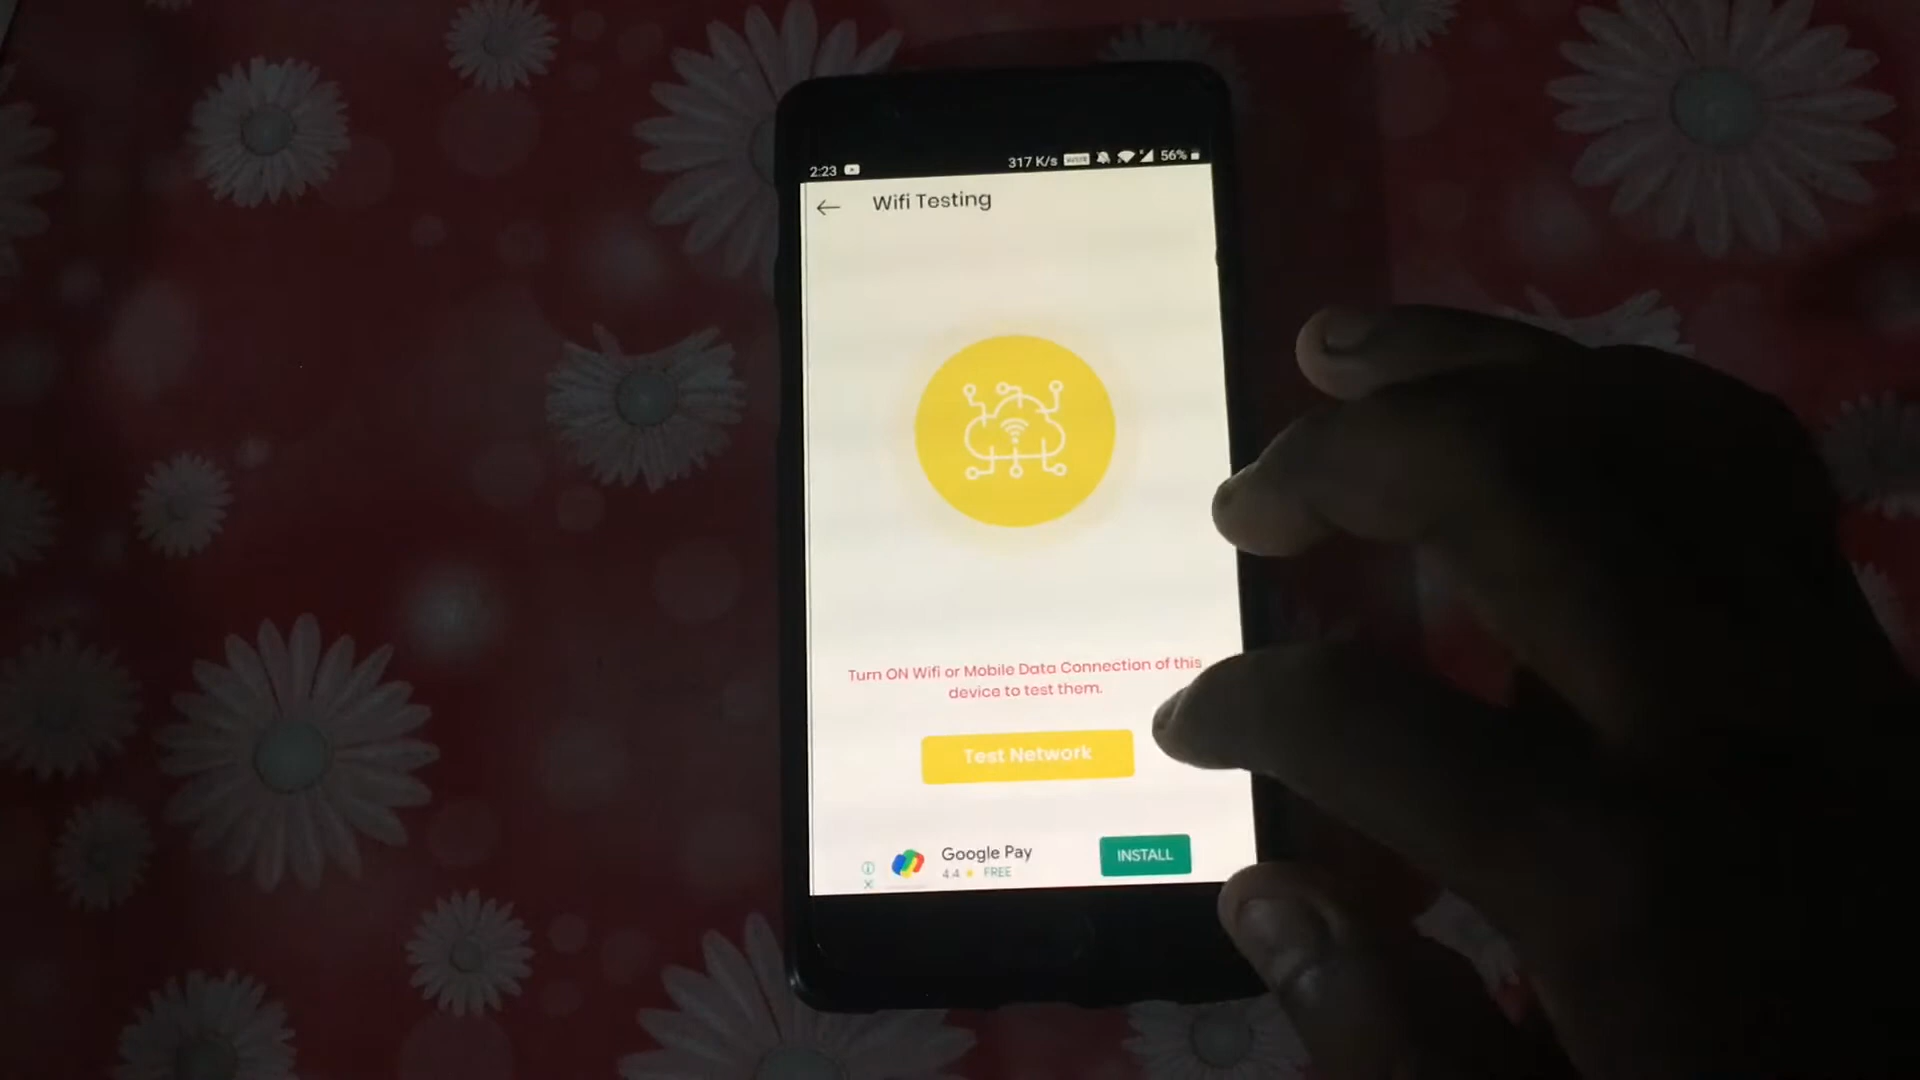 2:23 317 K/s 56%
Wifi Testing
Turn ON Wifi or Mobile Data Connection of this
device to test them.
Test Network
Google Pay
4.4 FREE
INSTALL